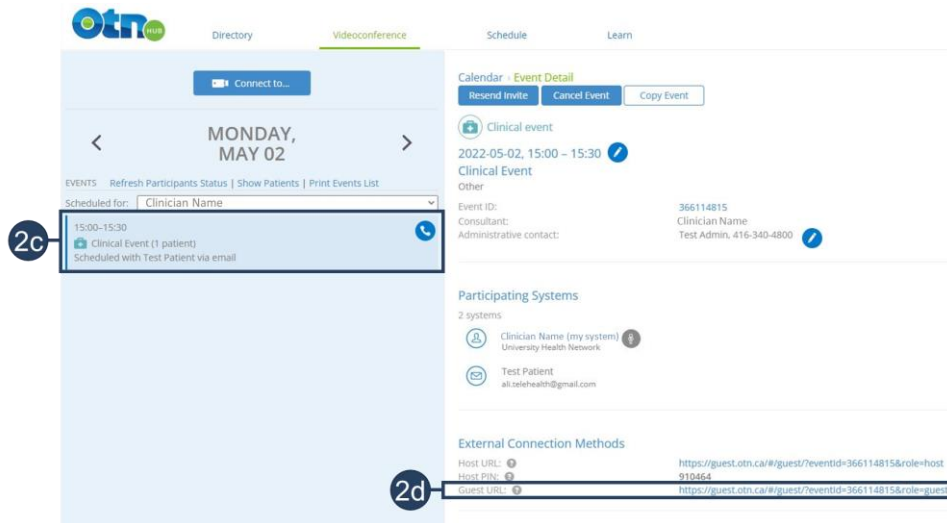 otn HUB
Directory Videoconference Schedule Learn
Connect to...
MONDAY,
MAY 02
EVENTS Refresh Participants Status | Show Patients | Print Events List
Scheduled for: Clinician Name
2c
15:00–15:30
Clinical Event (1 patient)
Scheduled with Test Patient via email
Calendar › Event Detail
Resend Invite Cancel Event Copy Event
Clinical event
2022-05-02, 15:00 – 15:30
Clinical Event
Other
Event ID: 366114815
Consultant: Clinician Name
Administrative contact: Test Admin, 416-340-4800
Participating Systems
2 systems
Clinician Name (my system)
University Health Network
Test Patient
ali.telehealth@gmail.com
External Connection Methods
Host URL: https://guest.otn.ca/#/guest/?eventId=366114815&role=host
Host PIN: 910464
2d
Guest URL: https://guest.otn.ca/#/guest/?eventId=366114815&role=guest